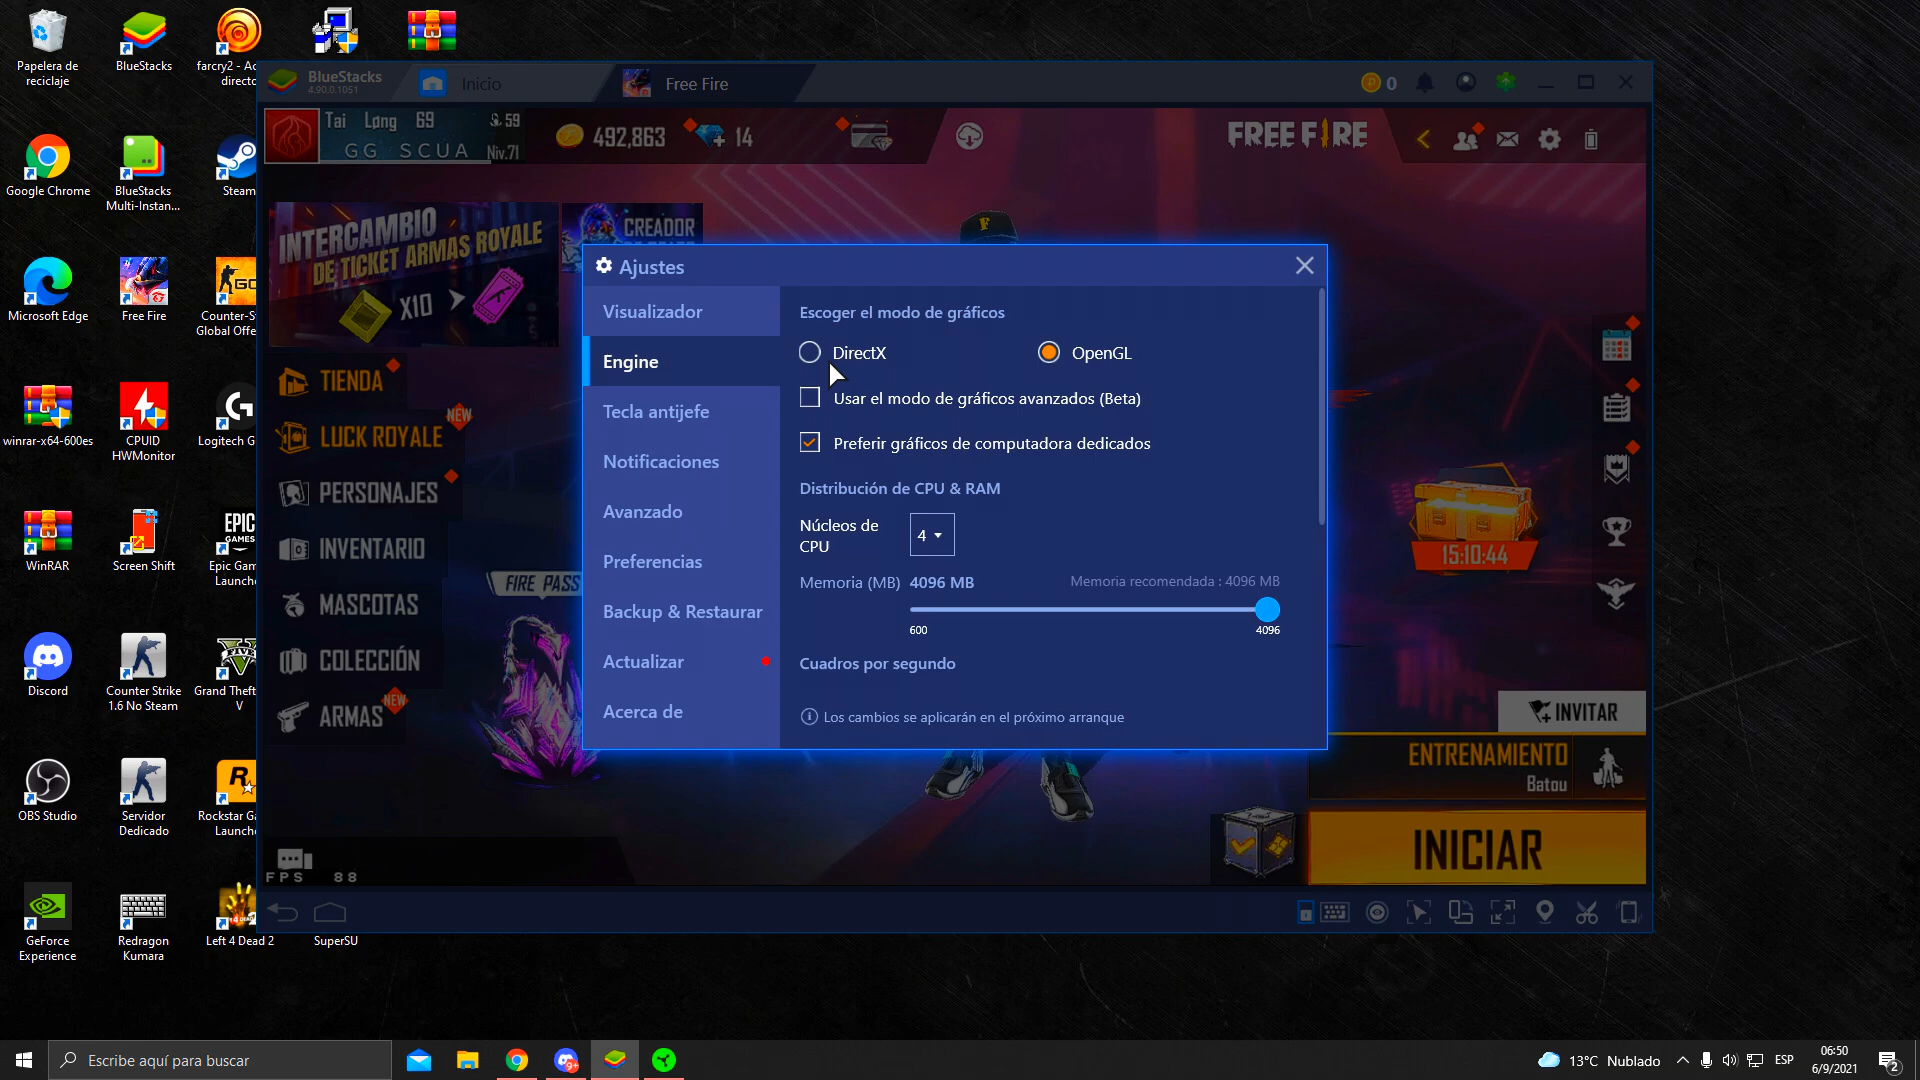 Papelera de
reciclaje
BlueStacks
farcry2 - Ac
directo
Google Chrome
BlueStacks
Multi-Instan...
Steam
Microsoft Edge
Free Fire
Counter-St
Global Offe
winrar-x64-600es
CPUID
HWMonitor
Logitech G
WinRAR
Screen Shift
EPIC
GAMES
Epic Gam
Launche
Discord
Counter Strike
1.6 No Steam
Grand Theft
V
OBS Studio
Servidor
Dedicado
Rockstar Ga
Launche
GeForce
Experience
Redragon
Kumara
Left 4 Dead 2
SuperSU
BlueStacks
4.90.0.1051
Inicio
Free Fire
0
Tai Løng 69
59
GG SCUA
Niv.71
492,863
14
FREE FIRE
INTERCAMBIO
DE TICKET ARMAS ROYALE
X10
CREADOR
TIENDA
LUCK ROYALE
NEW
PERSONAJES
INVENTARIO
MASCOTAS
COLECCIÓN
ARMAS
NEW
FIRE PASS
15:10:44
INVITAR
ENTRENAMIENTO
Batou
INICIAR
FPS 88
Ajustes
Visualizador
Engine
Tecla antijefe
Notificaciones
Avanzado
Preferencias
Backup & Restaurar
Actualizar
Acerca de
Escoger el modo de gráficos
DirectX
OpenGL
Usar el modo de gráficos avanzados (Beta)
Preferir gráficos de computadora dedicados
Distribución de CPU & RAM
Núcleos de
CPU
4
Memoria (MB) 4096 MB
Memoria recomendada : 4096 MB
600
4096
Cuadros por segundo
Los cambios se aplicarán en el próximo arranque
Escribe aquí para buscar
9+
13°C Nublado
ESP
06:50
6/9/2021
2